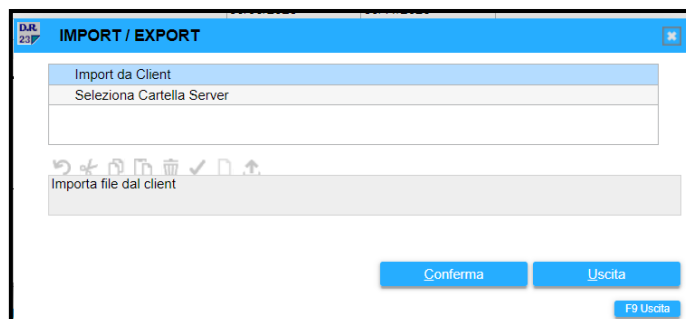 D.R.
23
IMPORT / EXPORT
Import da Client
Seleziona Cartella Server
Importa file dal client
Conferma
Uscita
F9 Uscita